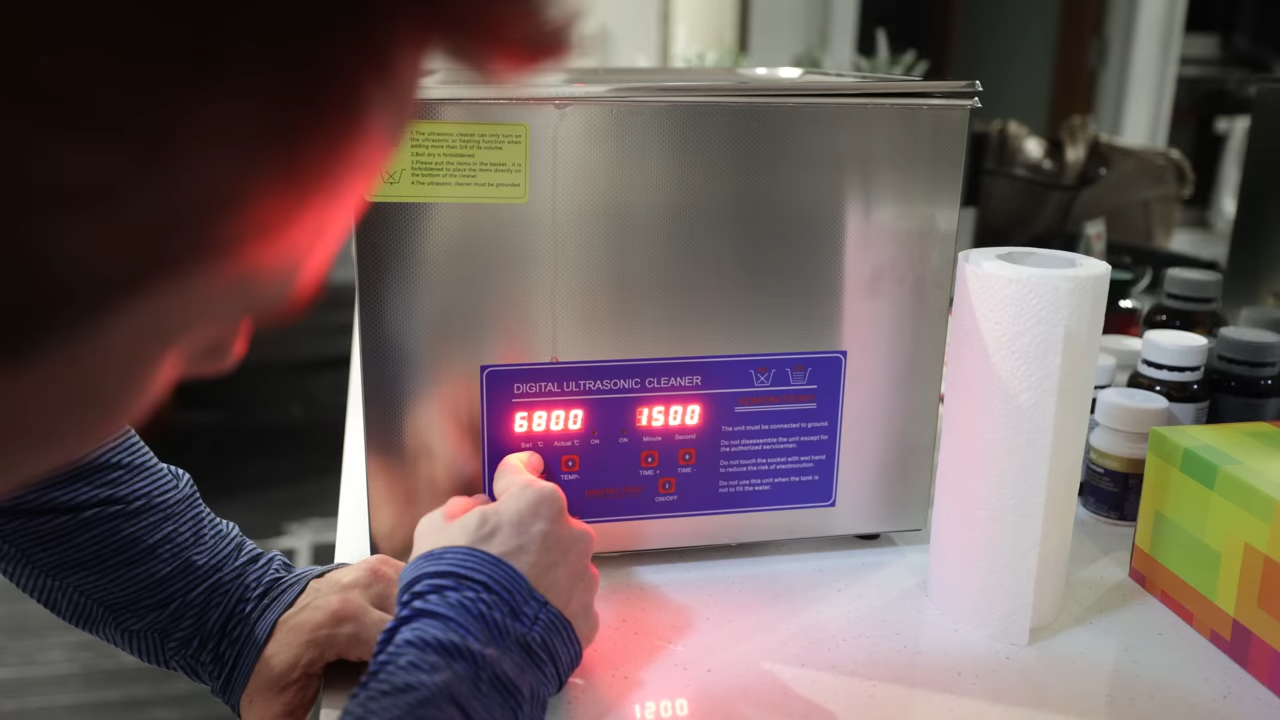 1.The ultrasonic cleaner can only turn on
the ultrasonic or heating function when
adding more than 3/4 of its volume.
2.Boil dry is forbiddened.
3.Please put the items in the basket , it is
forbiddened to place the items directly on
the bottom of the cleaner.
4.The ultrasonic cleaner must be grounded
DIGITAL ULTRASONIC CLEANER
6800
1500
Set °C
Actual °C
ON
ON
Minute
Second
TEMP-
TIME +
TIME -
ON/OFF
The unit must be connected to ground.
Do not disassemble the unit except for
the authorized servicemen.
Do not touch the socket with wet hand
to reduce the risk of electrocution.
Do not use this unit when the tank is
not to fill the water.
1200